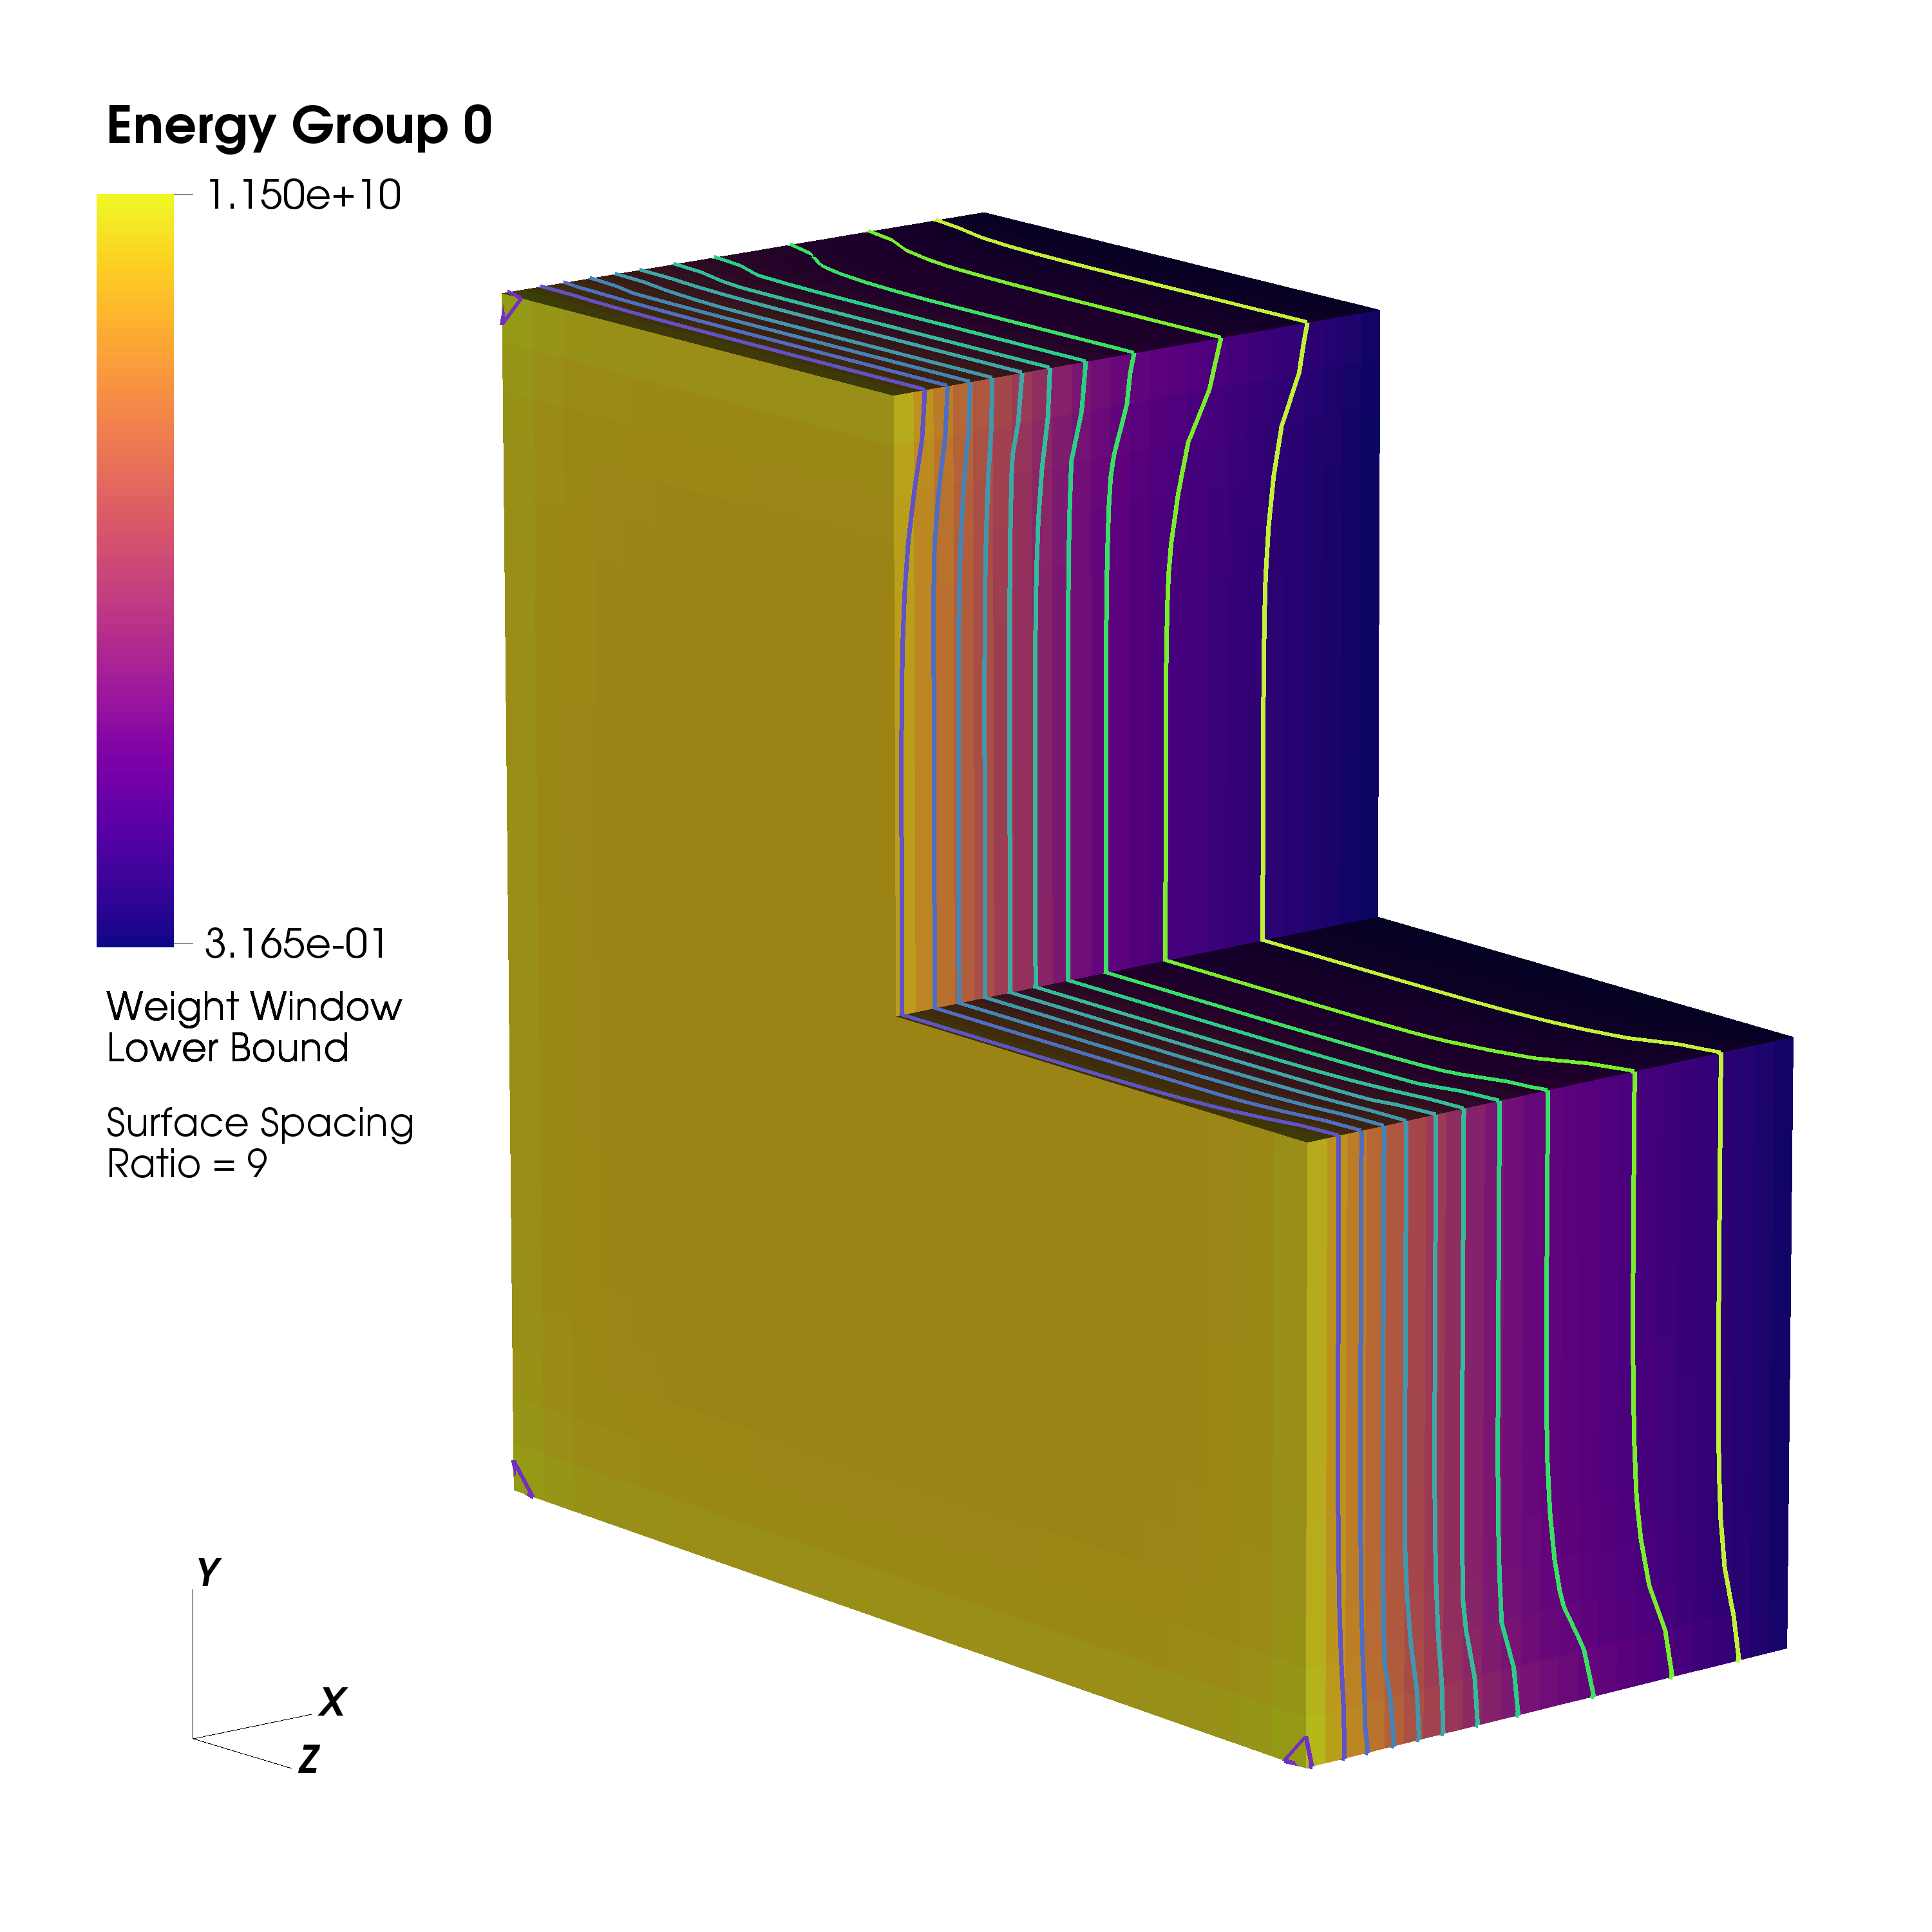 Energy Group 0
1.150e+10
3.165e-01
Weight Window
Lower Bound
Surface Spacing
Ratio = 9
Y
X
Z